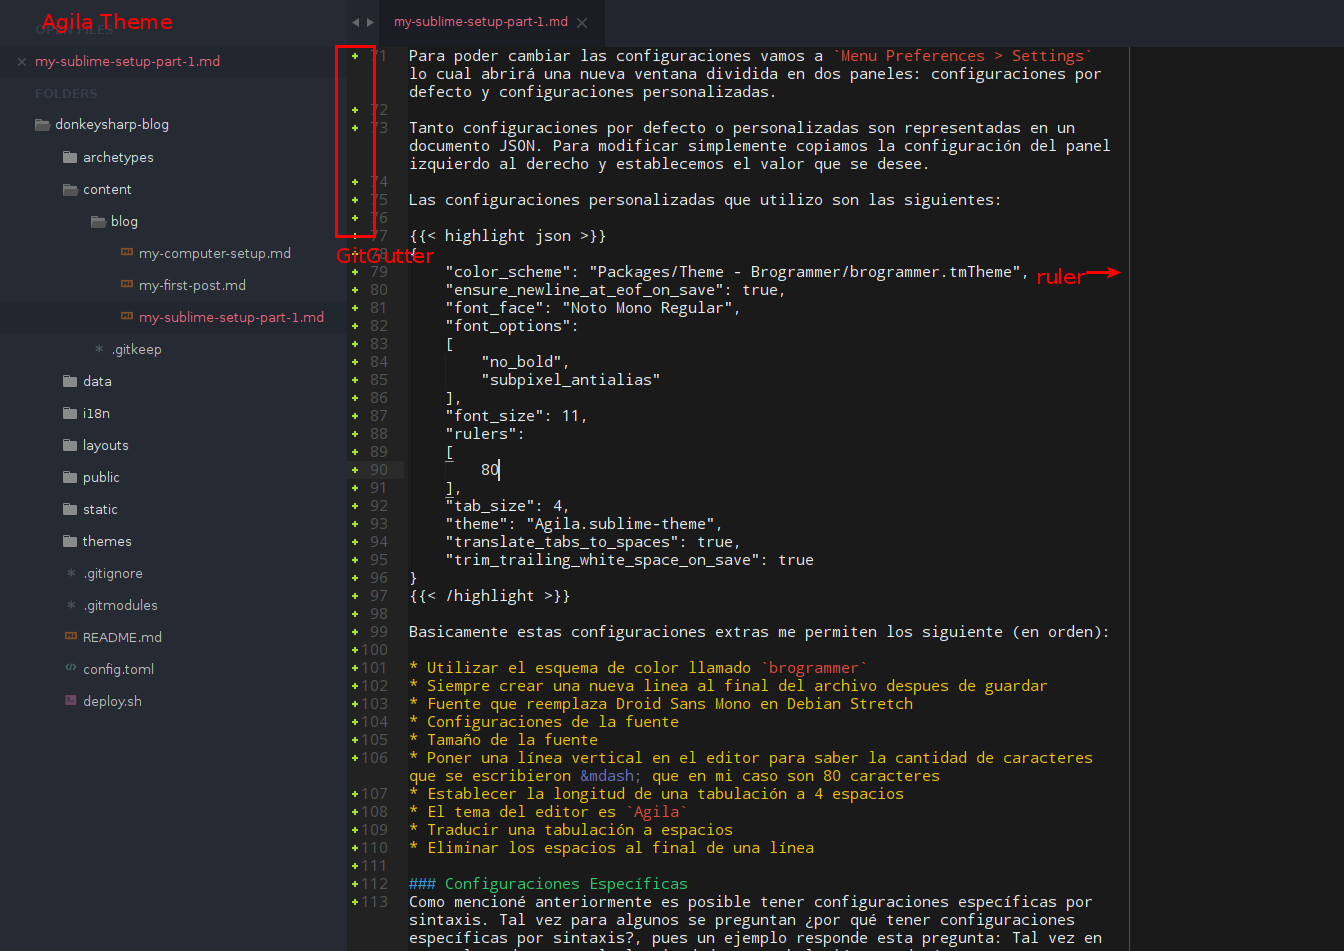 Agila Theme
OPEN FILES
my-sublime-setup-part-1.md
FOLDERS
donkeysharp-blog
archetypes
content
blog
my-computer-setup.md
my-first-post.md
my-sublime-setup-part-1.md
.gitkeep
data
i18n
layouts
public
static
themes
.gitignore
.gitmodules
README.md
config.toml
deploy.sh
my-sublime-setup-part-1.md
71 Para poder cambiar las configuraciones vamos a `Menu Preferences > Settings`
lo cual abrirá una nueva ventana dividida en dos paneles: configuraciones por
defecto y configuraciones personalizadas.
72
73 Tanto configuraciones por defecto o personalizadas son representadas en un
documento JSON. Para modificar simplemente copiamos la configuración del panel
izquierdo al derecho y establecemos el valor que se desee.
74
75 Las configuraciones personalizadas que utilizo son las siguientes:
76
77 {{< highlight json >}}
GitGutter
78 {
79 "color_scheme": "Packages/Theme - Brogrammer/brogrammer.tmTheme",
ruler
80 "ensure_newline_at_eof_on_save": true,
81 "font_face": "Noto Mono Regular",
82 "font_options":
83 [
84 "no_bold",
85 "subpixel_antialias"
86 ],
87 "font_size": 11,
88 "rulers":
89 [
90 80
91 ],
92 "tab_size": 4,
93 "theme": "Agila.sublime-theme",
94 "translate_tabs_to_spaces": true,
95 "trim_trailing_white_space_on_save": true
96 }
97 {{< /highlight >}}
98
99 Basicamente estas configuraciones extras me permiten los siguiente (en orden):
100
101 * Utilizar el esquema de color llamado `brogrammer`
102 * Siempre crear una nueva linea al final del archivo despues de guardar
103 * Fuente que reemplaza Droid Sans Mono en Debian Stretch
104 * Configuraciones de la fuente
105 * Tamaño de la fuente
106 * Poner una línea vertical en el editor para saber la cantidad de caracteres
que se escribieron &mdash; que en mi caso son 80 caracteres
107 * Establecer la longitud de una tabulación a 4 espacios
108 * El tema del editor es `Agila`
109 * Traducir una tabulación a espacios
110 * Eliminar los espacios al final de una línea
111
112 ### Configuraciones Específicas
113 Como mencioné anteriormente es posible tener configuraciones específicas por
sintaxis. Tal vez para algunos se preguntan ¿por qué tener configuraciones
específicas por sintaxis?, pues un ejemplo responde esta pregunta: Tal vez en